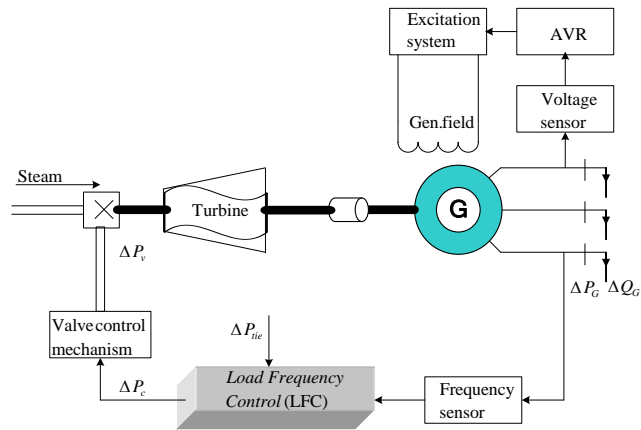 Excitation
system
AVR
Gen.field
Voltage
sensor
Steam
Turbine
G
ΔP_v
ΔP_G
ΔQ_G
Valve control
mechanism
ΔP_tie
ΔP_c
Load Frequency
Control (LFC)
Frequency
sensor